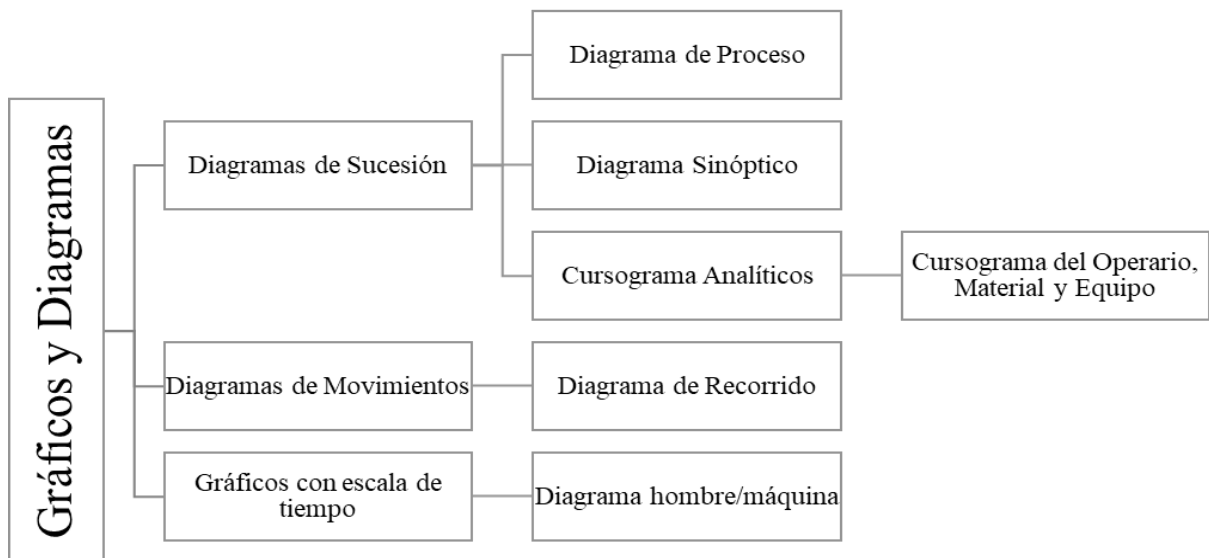 Gráficos y Diagramas
Diagramas de Sucesión
Diagrama de Proceso
Diagrama Sinóptico
Cursograma Analíticos
Cursograma del Operario,
Material y Equipo
Diagramas de Movimientos
Diagrama de Recorrido
Gráficos con escala de
tiempo
Diagrama hombre/máquina